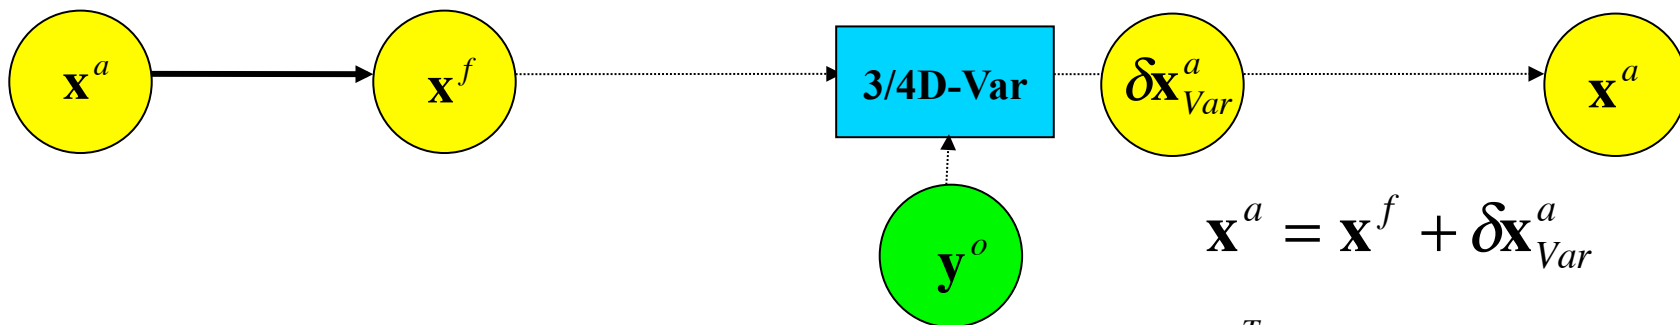 x^a x^f 3/4D-Var δx^a_Var x^a
y^o
x^a = x^f + δx^a_Var
T